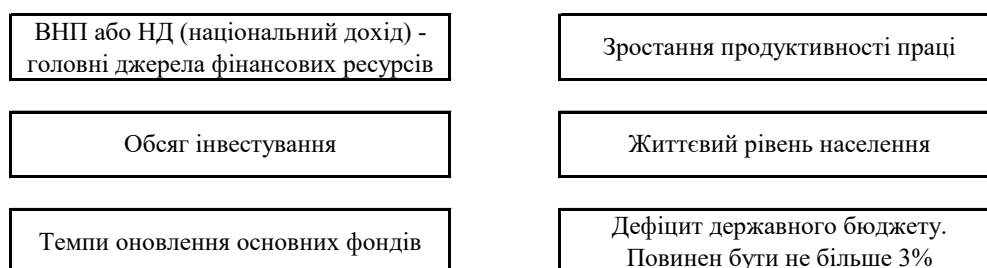 ВНП або НД (національний дохід) -
головні джерела фінансових ресурсів
Зростання продуктивності праці
Обсяг інвестування
Життєвий рівень населення
Темпи оновлення основних фондів
Дефіцит державного бюджету.
Повинен бути не більше 3%